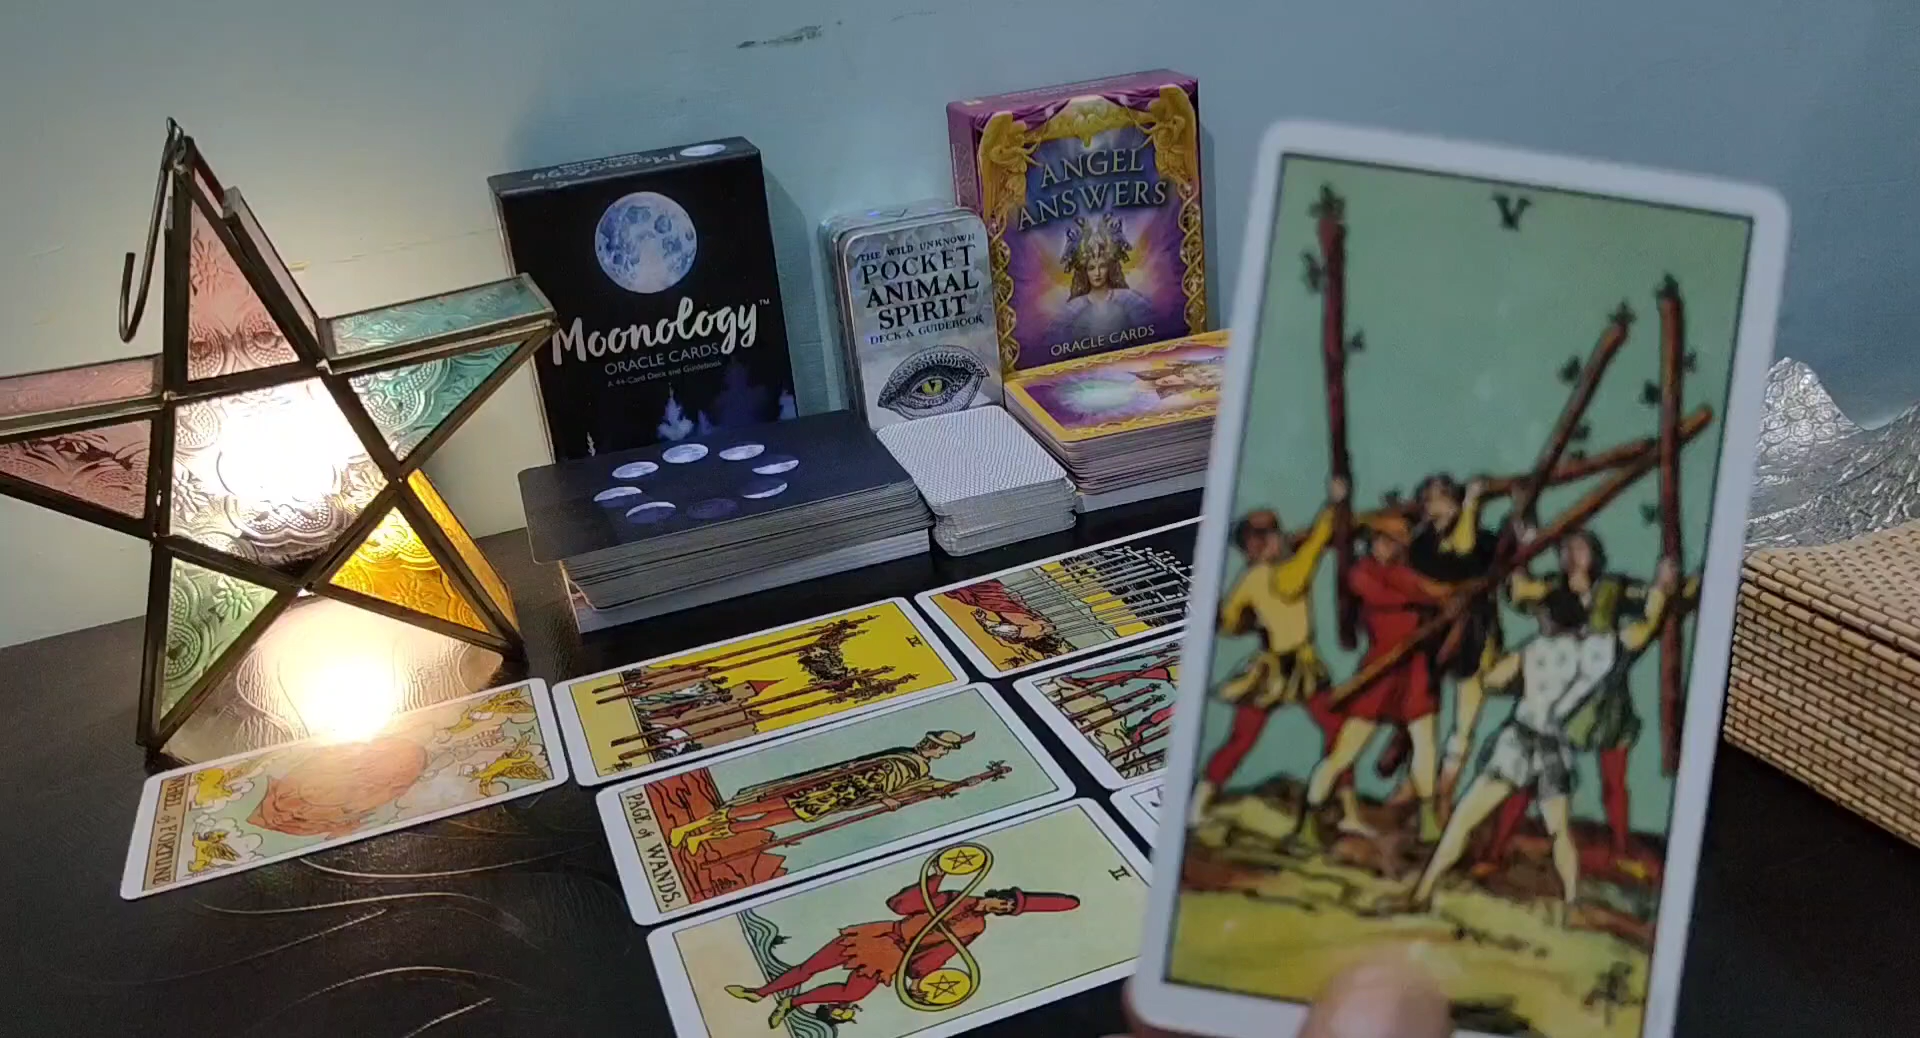 Moonology
Moonology™
ORACLE CARDS
A 44-Card Deck and Guidebook
THE WILD UNKNOWN
POCKET
ANIMAL
SPIRIT
DECK & GUIDEBOOK
ANGEL
ANSWERS
ORACLE CARDS
V
WHEEL of FORTUNE
PAGE of WANDS.
II